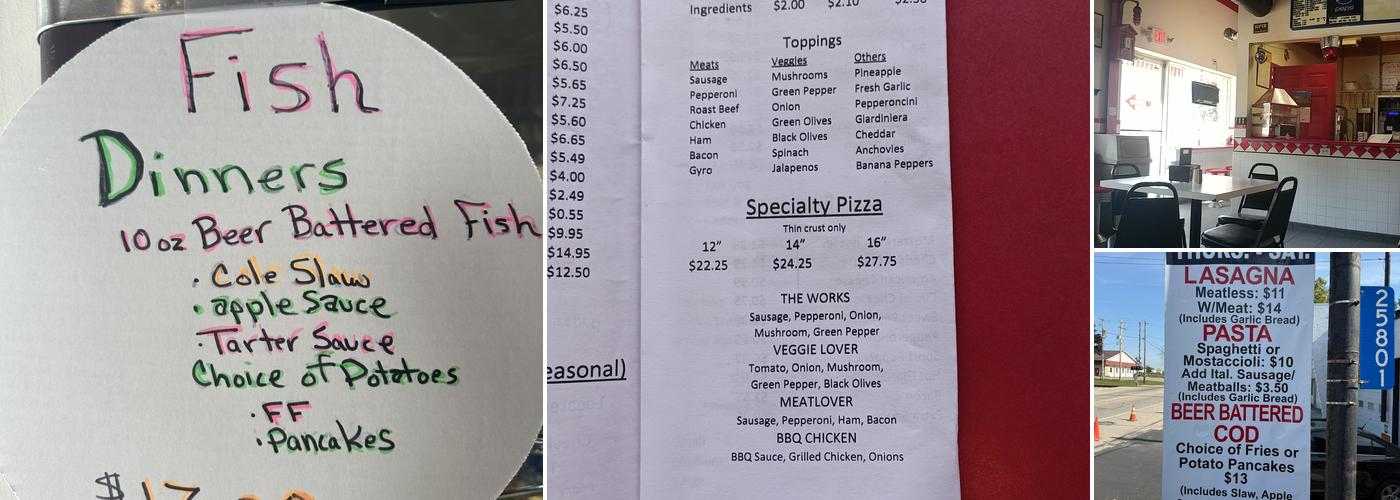 Fish
Dinners
10 oz Beer Battered Fish
. Cole Slaw
. apple Sauce
. Tarter Sauce
Choice of Potatoes
. FF
. Pancakes
$6.25
$5.50
$6.00
$6.50
$5.65
$7.25
$5.60
$6.65
$5.49
$4.00
$2.49
$0.55
$9.95
$14.95
$12.50
easonal)
Ingredients $2.00 $2.10
Toppings
Meats Veggies Others
Sausage Mushrooms Pineapple
Pepperoni Green Pepper Fresh Garlic
Roast Beef Onion Pepperoncini
Chicken Green Olives Giardiniera
Ham Black Olives Cheddar
Bacon Spinach Anchovies
Gyro Jalapenos Banana Peppers
Specialty Pizza
Thin crust only
12” 14” 16”
$22.25 $24.25 $27.75
THE WORKS
Sausage, Pepperoni, Onion,
Mushroom, Green Pepper
VEGGIE LOVER
Tomato, Onion, Mushroom,
Green Pepper, Black Olives
MEATLOVER
Sausage, Pepperoni, Ham, Bacon
BBQ CHICKEN
BBQ Sauce, Grilled Chicken, Onions
EXIT
pepsi
THURS. - SAT.
LASAGNA
Meatless: $11
W/Meat: $14
(Includes Garlic Bread)
PASTA
Spaghetti or
Mostaccioli: $10
Add Ital. Sausage/
Meatballs: $3.50
(Includes Garlic Bread)
BEER BATTERED
COD
Choice of Fries or
Potato Pancakes
$13
(Includes Slaw, Apple
25801